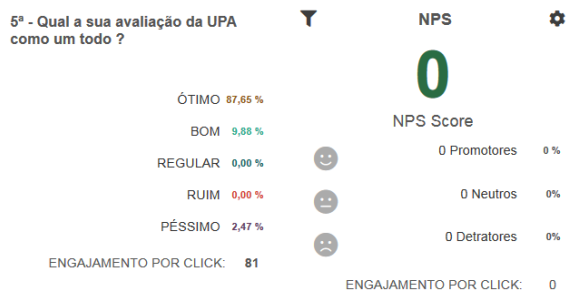 5ª - Qual a sua avaliação da UPA
como um todo ?
ÓTIMO 87,65 %
BOM 9,88 %
REGULAR 0,00 %
RUIM 0,00 %
PÉSSIMO 2,47 %
ENGAJAMENTO POR CLICK: 81
NPS
0
NPS Score
0 Promotores 0 %
0 Neutros 0%
0 Detratores 0%
ENGAJAMENTO POR CLICK: 0